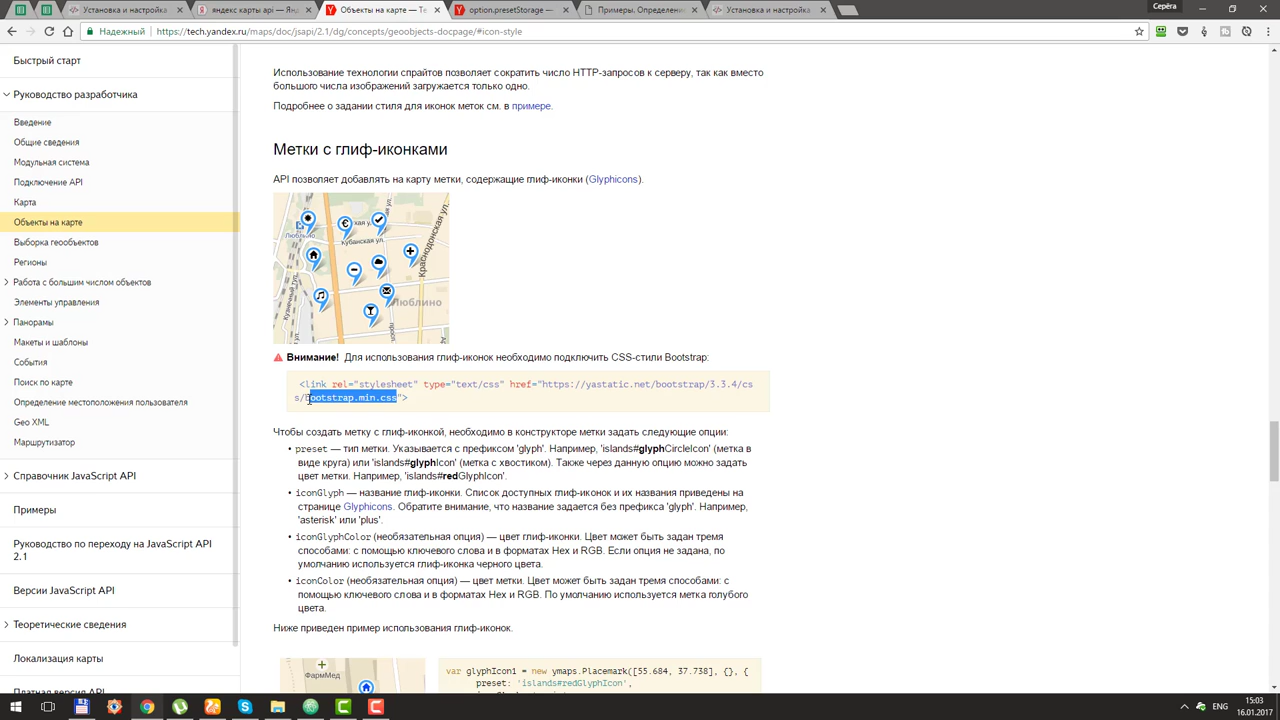 Установка и настройка
яндекс карты api — Янд
Объекты на карте — Те
option.presetStorage —
Примеры. Определени
Установка и настройка
Серёга
Надежный
https://tech.yandex.ru/maps/doc/jsapi/2.1/dg/concepts/geoobjects-docpage/#icon-style
Быстрый старт
Руководство разработчика
Введение
Общие сведения
Модульная система
Подключение API
Карта
Объекты на карте
Выборка геообъектов
Регионы
Работа с большим числом объектов
Элементы управления
Панорамы
Макеты и шаблоны
События
Поиск по карте
Определение местоположения пользователя
Geo XML
Маршрутизатор
Справочник JavaScript API
Примеры
Руководство по переходу на JavaScript API
2.1
Версии JavaScript API
Теоретические сведения
Локализация карты
Платная версия API
Использование технологии спрайтов позволяет сократить число HTTP-запросов к серверу, так как вместо
большого числа изображений загружается только одно.
Подробнее о задании стиля для иконок меток см. в примере.
Метки с глиф-иконками
API позволяет добавлять на карту метки, содержащие глиф-иконки (Glyphicons).
Люблино
Кубанская ул.
Краснодонская ул.
Люблино
Внимание! Для использования глиф-иконок необходимо подключить CSS-стили Bootstrap:
<link rel="stylesheet" type="text/css" href="https://yastatic.net/bootstrap/3.3.4/cs
s/bootstrap.min.css">
Чтобы создать метку с глиф-иконкой, необходимо в конструкторе метки задать следующие опции:
• preset — тип метки. Указывается с префиксом 'glyph'. Например, 'islands#glyphCircleIcon' (метка в
виде круга) или 'islands#glyphIcon' (метка с хвостиком). Также через данную опцию можно задать
цвет метки. Например, 'islands#redGlyphIcon'.
• iconGlyph — название глиф-иконки. Список доступных глиф-иконок и их названия приведены на
странице Glyphicons. Обратите внимание, что название задается без префикса 'glyph'. Например,
'asterisk' или 'plus'.
• iconGlyphColor (необязательная опция) — цвет глиф-иконки. Цвет может быть задан тремя
способами: с помощью ключевого слова и в форматах Hex и RGB. Если опция не задана, по
умолчанию используется глиф-иконка черного цвета.
• iconColor (необязательная опция) — цвет метки. Цвет может быть задан тремя способами: с
помощью ключевого слова и в форматах Hex и RGB. По умолчанию используется метка голубого
цвета.
Ниже приведен пример использования глиф-иконок.
ФармМед
var glyphIcon1 = new ymaps.Placemark([55.684, 37.738], {}, {
preset: 'islands#redGlyphIcon',
ENG
15:03
16.01.2017